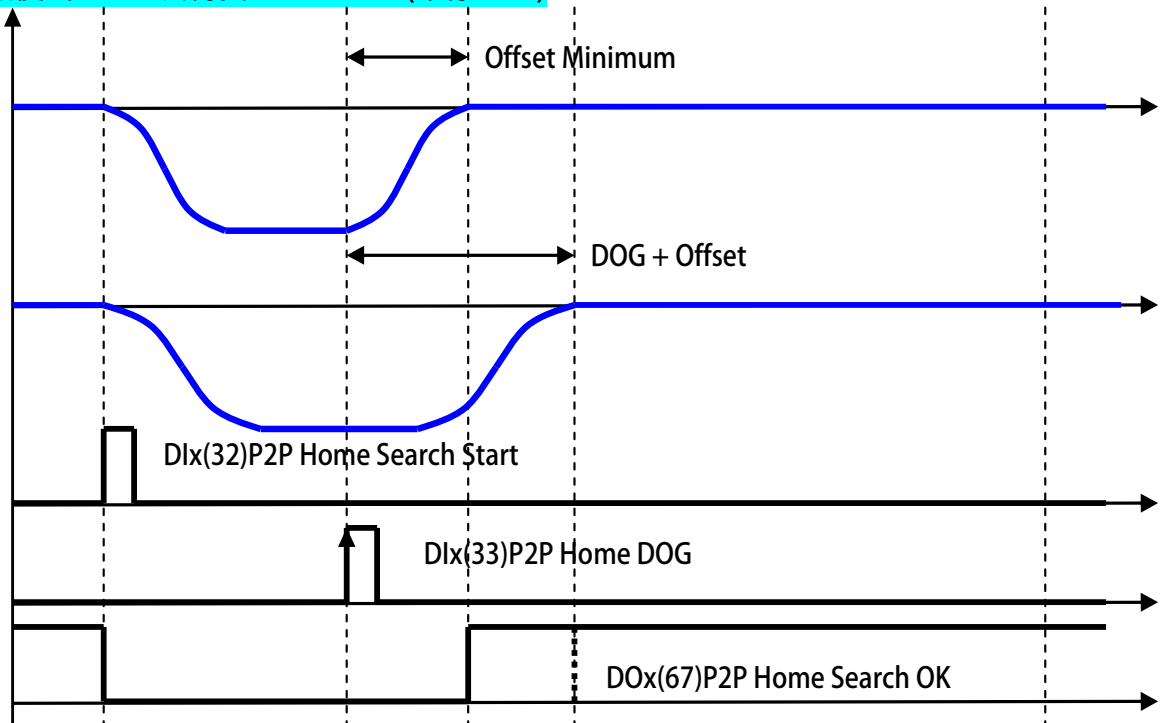 Offset Minimum
DOG + Offset
DIx(32)P2P Home Search Start
DIx(33)P2P Home DOG
DOx(67)P2P Home Search OK